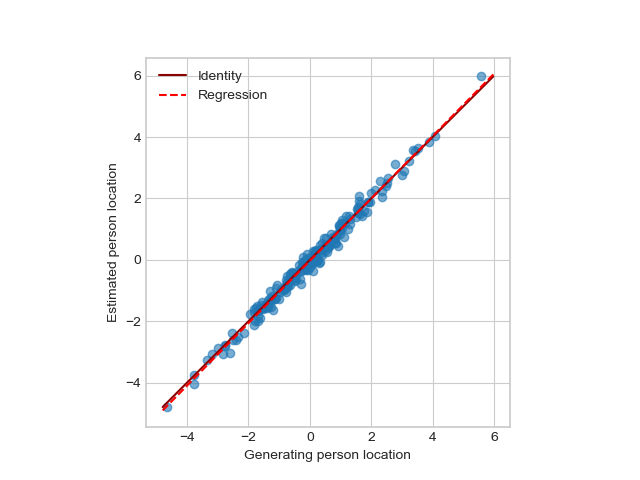 Identity
Regression
6
4
2
0
−2
−4
−4 −2 0 2 4 6
Estimated person location
Generating person location